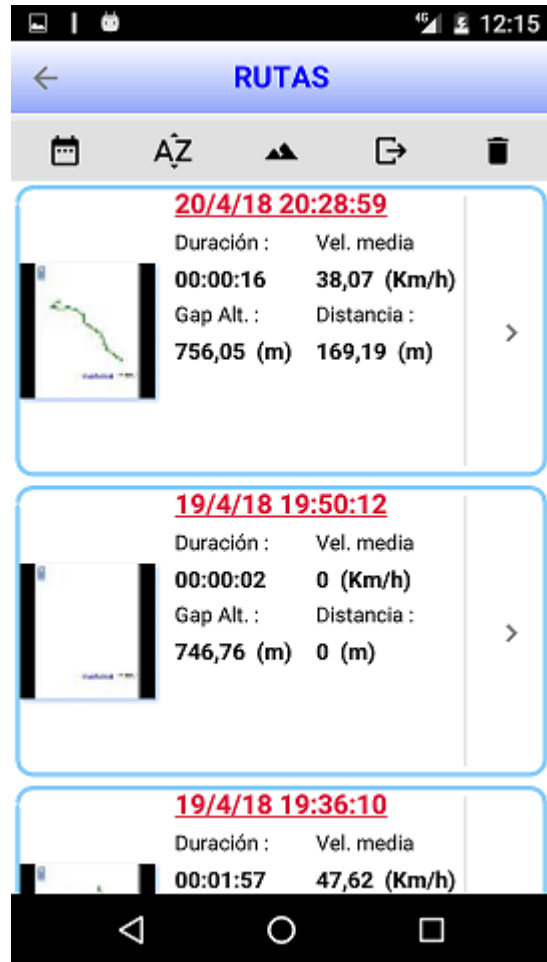 4G 12:15
RUTAS
AZ
20/4/18 20:28:59
Duración : Vel. media
00:00:16 38,07 (Km/h)
Gap Alt. : Distancia :
756,05 (m) 169,19 (m)
19/4/18 19:50:12
Duración : Vel. media
00:00:02 0 (Km/h)
Gap Alt. : Distancia :
746,76 (m) 0 (m)
19/4/18 19:36:10
Duración : Vel. media
00:01:57 47,62 (Km/h)